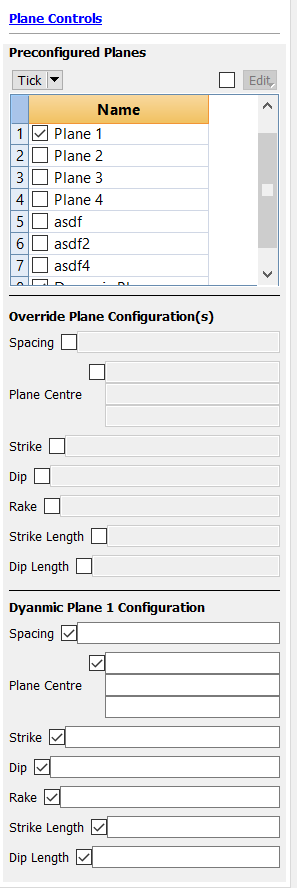 Plane Controls
Preconfigured Planes
Tick Edit
Name
1 Plane 1
2 Plane 2
3 Plane 3
4 Plane 4
5 asdf
6 asdf2
7 asdf4
Override Plane Configuration(s)
Spacing
Plane Centre
Strike
Dip
Rake
Strike Length
Dip Length
Dyanmic Plane 1 Configuration
Spacing
Plane Centre
Strike
Dip
Rake
Strike Length
Dip Length